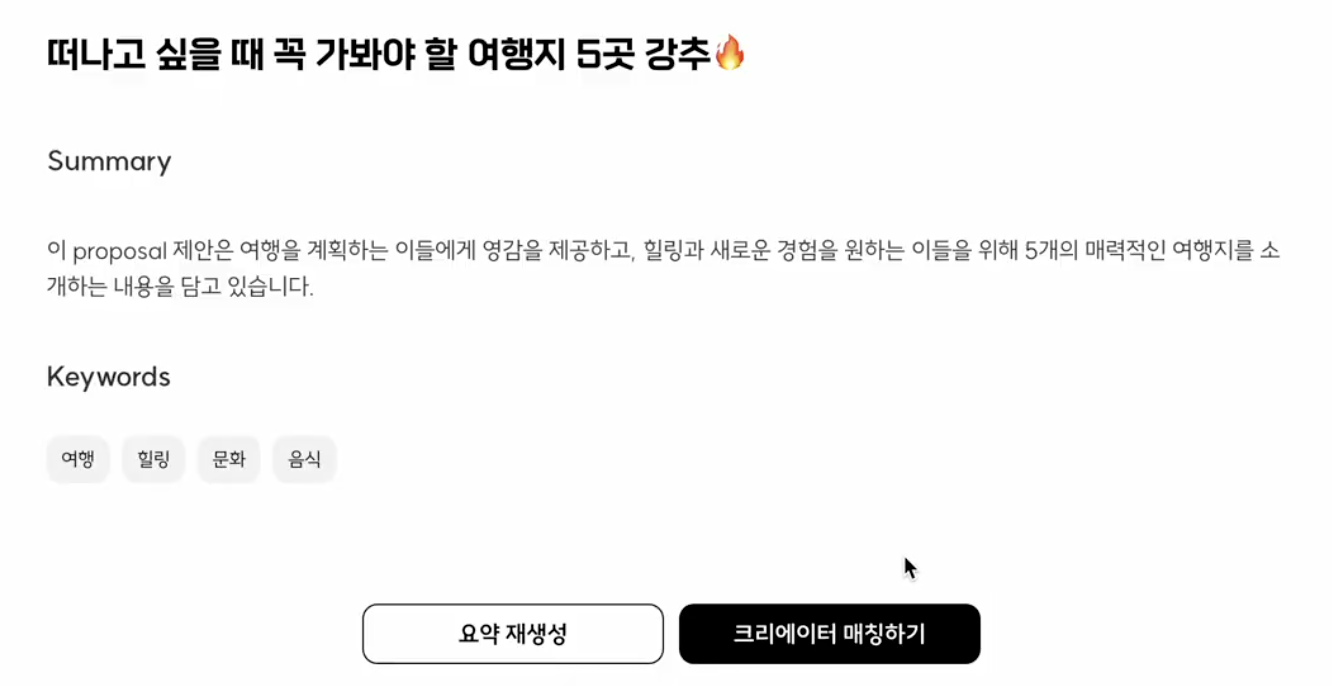 떠나고 싶을 때 꼭 가봐야 할 여행지 5곳 강추🔥
Summary
이 proposal 제안은 여행을 계획하는 이들에게 영감을 제공하고, 힐링과 새로운 경험을 원하는 이들을 위해 5개의 매력적인 여행지를 소
개하는 내용을 담고 있습니다.
Keywords
여행 힐링 문화 음식
요약 재생성 크리에이터 매칭하기